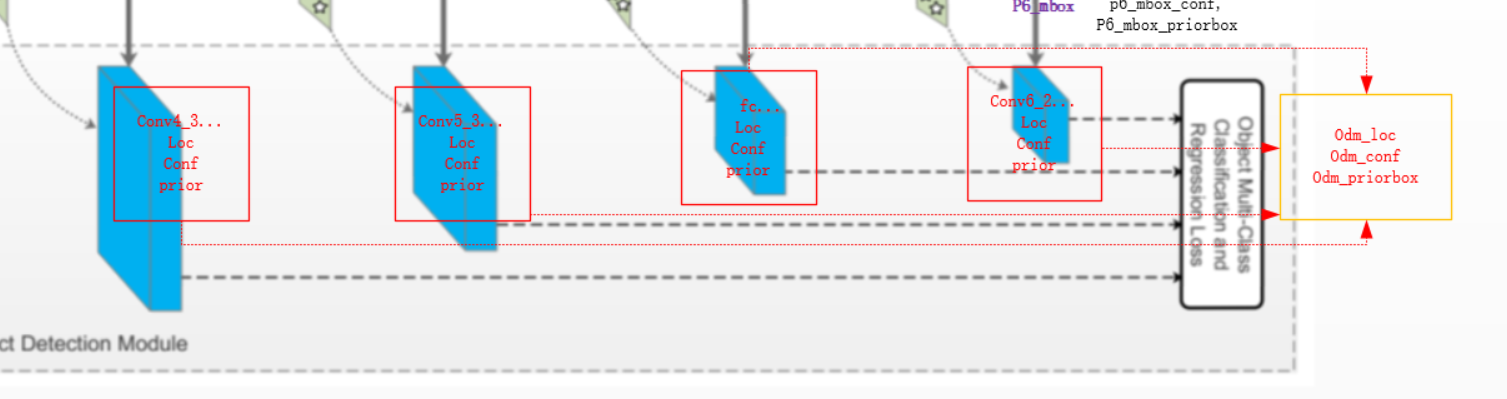 P6_mbox
p6_mbox_conf,
P6_mbox_priorbox
Conv4_3...
Loc
Conf
prior
Conv5_3...
Loc
Conf
prior
fc...
Loc
Conf
prior
Conv6_2...
Loc
Conf
prior
Object Multi-Class
Classification and
Regression Loss
Odm_loc
Odm_conf
Odm_priorbox
ct Detection Module